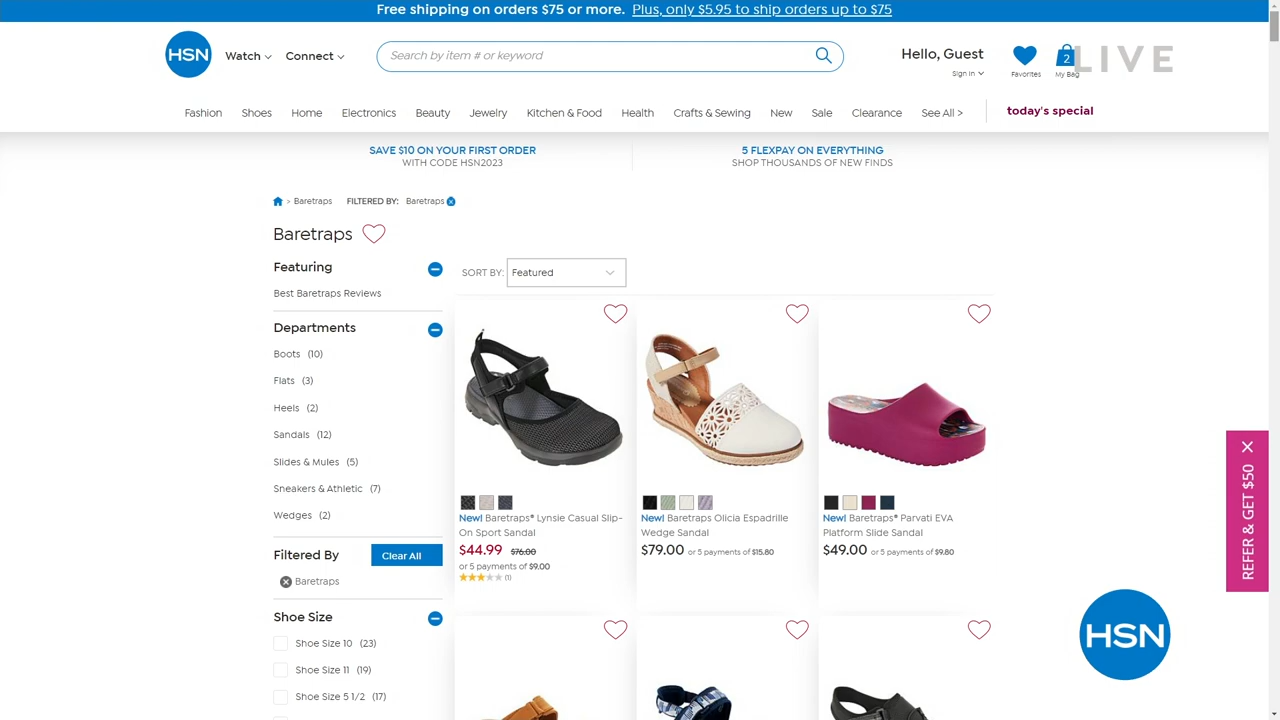 Free shipping on orders $75 or more. Plus, only $5.95 to ship orders up to $75
HSN
Watch
Connect
Search by item # or keyword
Hello, Guest
Sign In
Favorites
2
My Bag
LIVE
Fashion
Shoes
Home
Electronics
Beauty
Jewelry
Kitchen & Food
Health
Crafts & Sewing
New
Sale
Clearance
See All >
today's special
SAVE $10 ON YOUR FIRST ORDER
WITH CODE HSN2023
5 FLEXPAY ON EVERYTHING
SHOP THOUSANDS OF NEW FINDS
> Baretraps
FILTERED BY: Baretraps
Baretraps
Featuring
Best Baretraps Reviews
Departments
Boots (10)
Flats (3)
Heels (2)
Sandals (12)
Slides & Mules (5)
Sneakers & Athletic (7)
Wedges (2)
Filtered By
Clear All
Baretraps
Shoe Size
Shoe Size 10 (23)
Shoe Size 11 (19)
Shoe Size 5 1/2 (17)
SORT BY: Featured
New! Baretraps® Lynsie Casual Slip-
On Sport Sandal
$44.99 $76.00
or 5 payments of $9.00
(1)
New! Baretraps Olicia Espadrille
Wedge Sandal
$79.00 or 5 payments of $15.80
New! Baretraps® Parvati EVA
Platform Slide Sandal
$49.00 or 5 payments of $9.80
REFER & GET $50
HSN